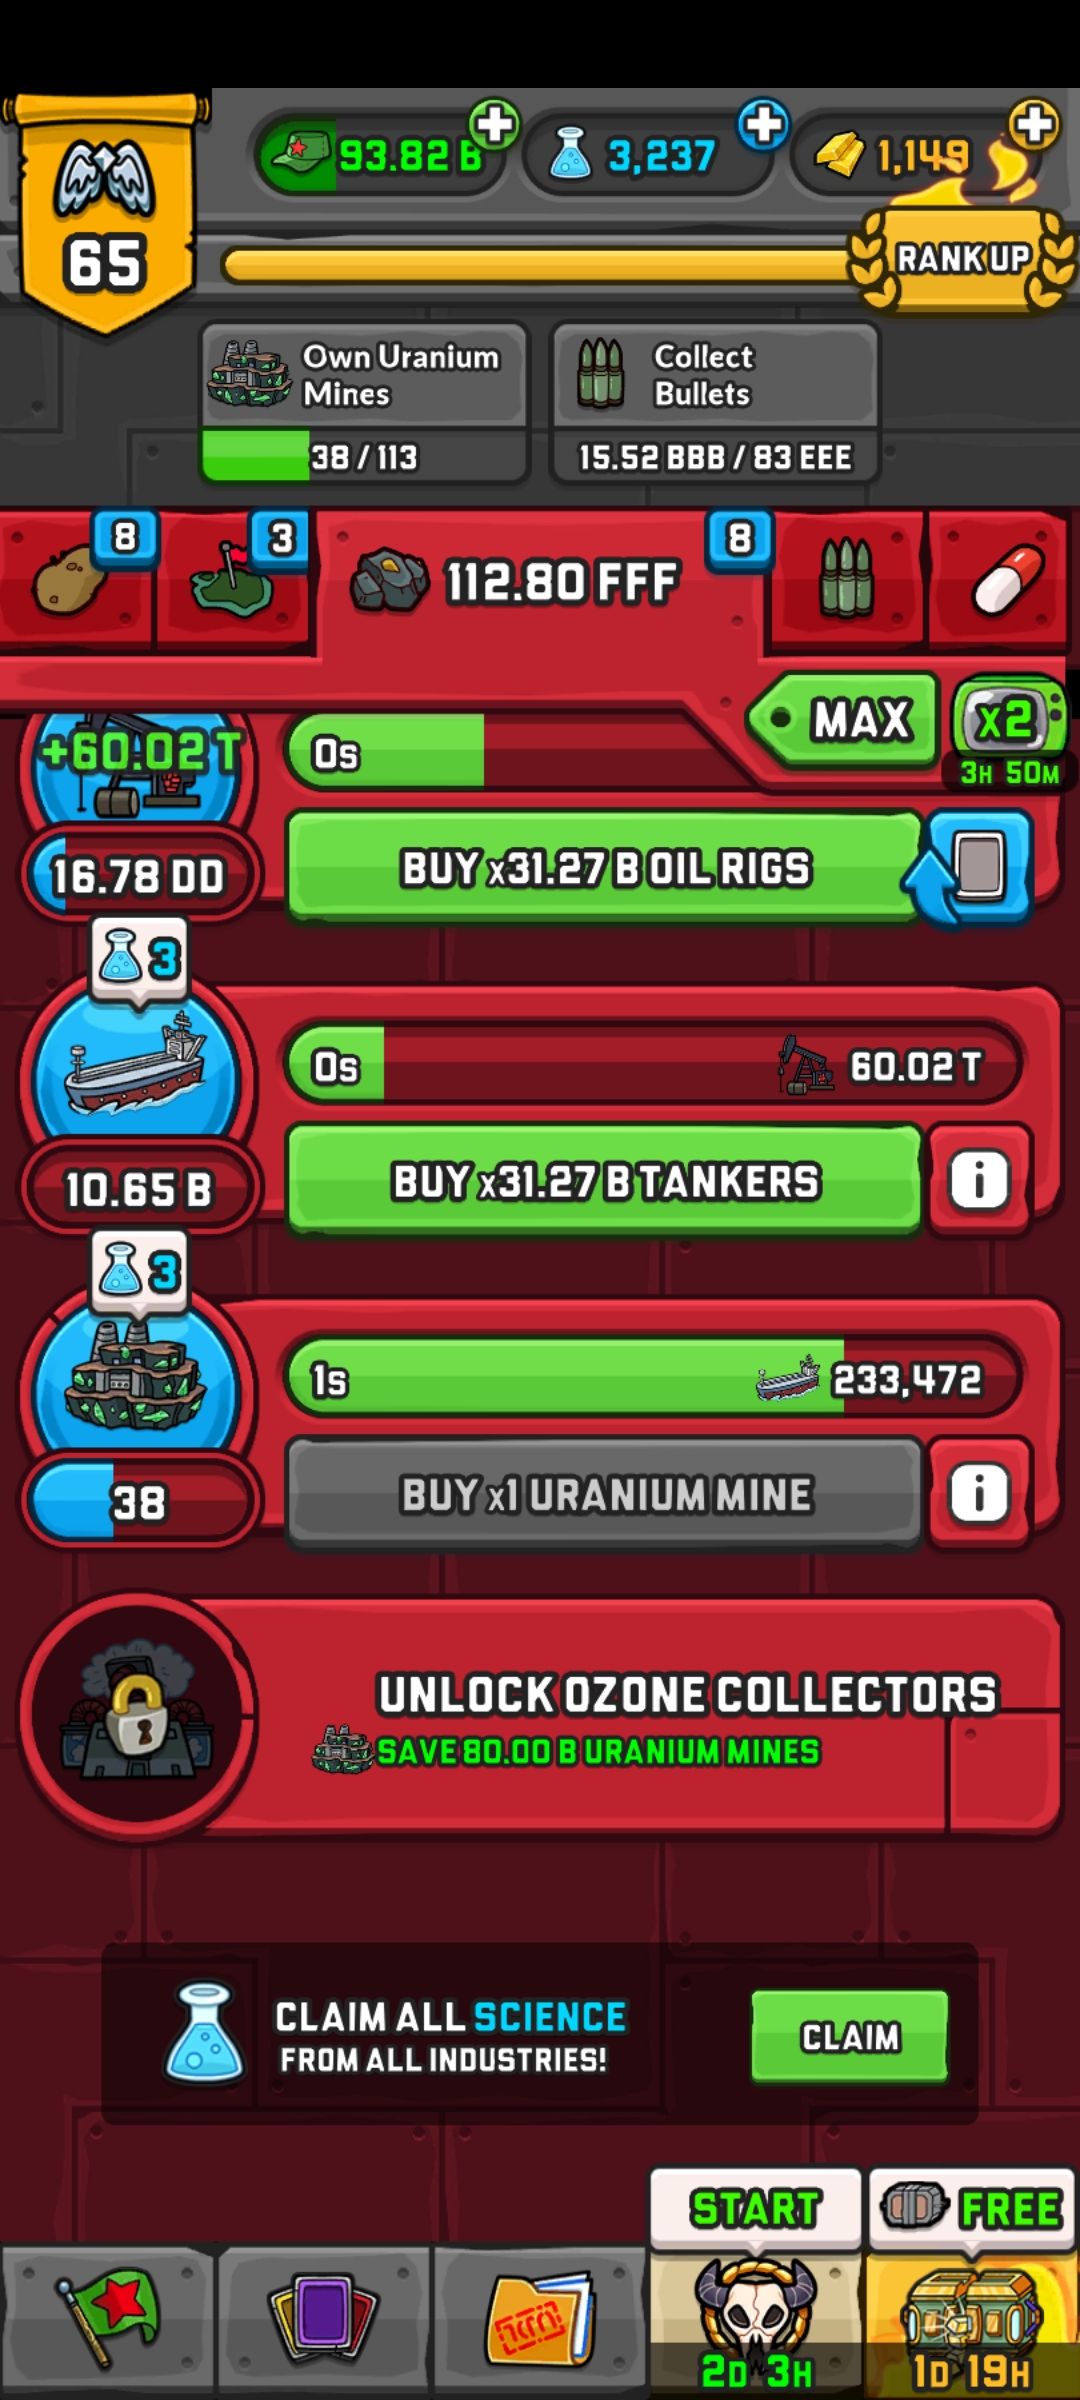 93.82 B
3,237
1,149
65
RANK UP
Own Uranium
Mines
38 / 113
Collect
Bullets
15.52 BBB / 83 EEE
8
3
112.80 FFF
8
MAX
x2
3H 50M
+60.02 T
0s
16.78 DD
BUY x31.27 B OIL RIGS
3
0s
60.02 T
10.65 B
BUY x31.27 B TANKERS
3
1s
233,472
38
BUY x1 URANIUM MINE
UNLOCK OZONE COLLECTORS
SAVE 80.00 B URANIUM MINES
CLAIM ALL SCIENCE
FROM ALL INDUSTRIES!
CLAIM
START
FREE
2D 3H
1D 19H